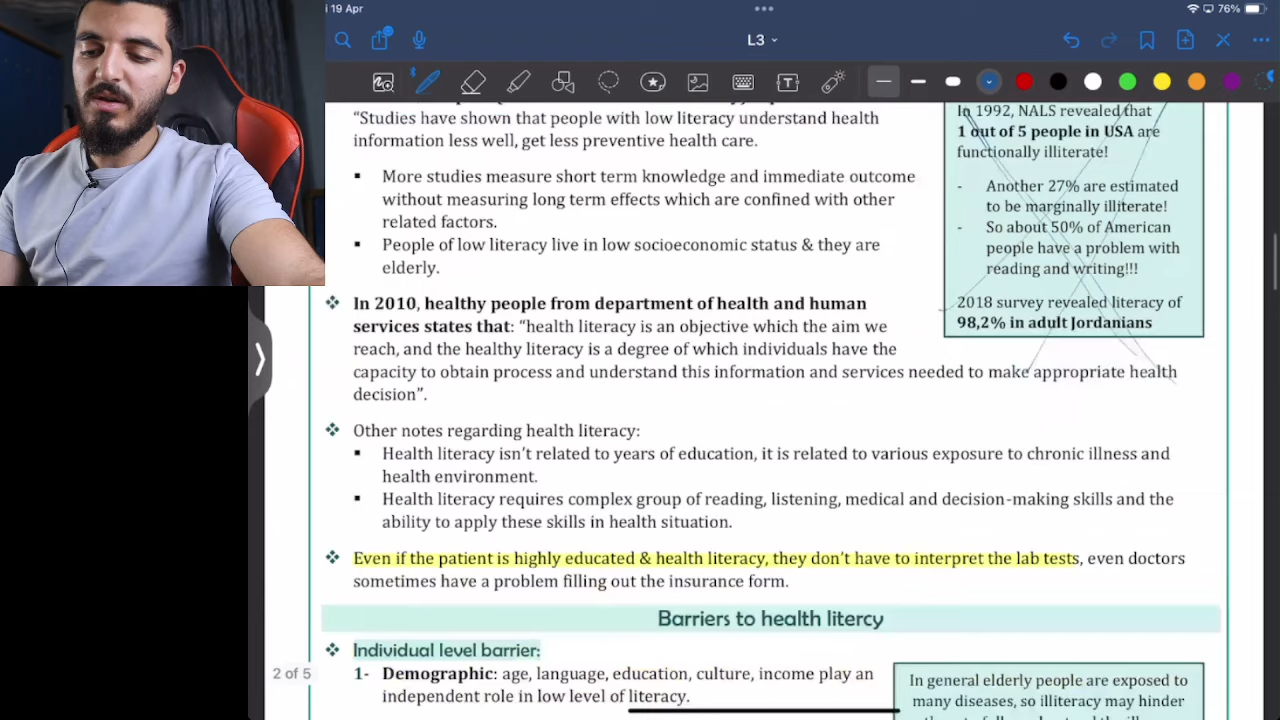 i 19 Apr
76%
L3
"Studies have shown that people with low literacy understand health
information less well, get less preventive health care.
▪ More studies measure short term knowledge and immediate outcome
without measuring long term effects which are confined with other
related factors.
▪ People of low literacy live in low socioeconomic status & they are
elderly.
In 1992, NALS revealed that
1 out of 5 people in USA are
functionally illiterate!
- Another 27% are estimated
to be marginally illiterate!
- So about 50% of American
people have a problem with
reading and writing!!!
2018 survey revealed literacy of
98,2% in adult Jordanians
❖ In 2010, healthy people from department of health and human
services states that: "health literacy is an objective which the aim we
reach, and the healthy literacy is a degree of which individuals have the
capacity to obtain process and understand this information and services needed to make appropriate health
decision".
❖ Other notes regarding health literacy:
▪ Health literacy isn't related to years of education, it is related to various exposure to chronic illness and
health environment.
▪ Health literacy requires complex group of reading, listening, medical and decision-making skills and the
ability to apply these skills in health situation.
❖ Even if the patient is highly educated & health literacy, they don't have to interpret the lab tests, even doctors
sometimes have a problem filling out the insurance form.
Barriers to health litercy
❖ Individual level barrier:
1- Demographic: age, language, education, culture, income play an
independent role in low level of literacy.
In general elderly people are exposed to
many diseases, so illiteracy may hinder
2 of 5